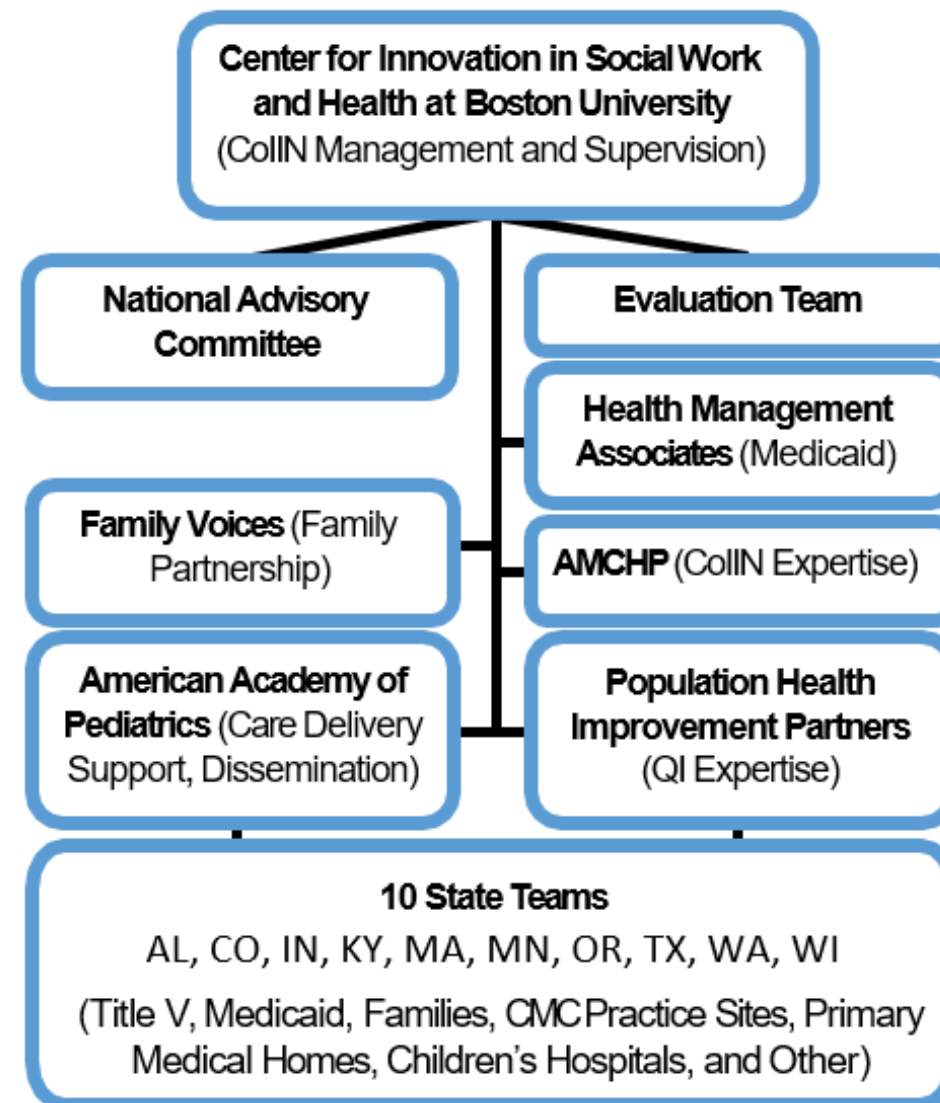 Center for Innovation in Social Work
and Health at Boston University
(CoIIN Management and Supervision)
National Advisory
Committee
Evaluation Team
Health Management
Associates (Medicaid)
Family Voices (Family
Partnership)
AMCHP (CoIIN Expertise)
American Academy of
Pediatrics (Care Delivery
Support, Dissemination)
Population Health
Improvement Partners
(QI Expertise)
10 State Teams
AL, CO, IN, KY, MA, MN, OR, TX, WA, WI
(Title V, Medicaid, Families, CMC Practice Sites, Primary
Medical Homes, Children's Hospitals, and Other)